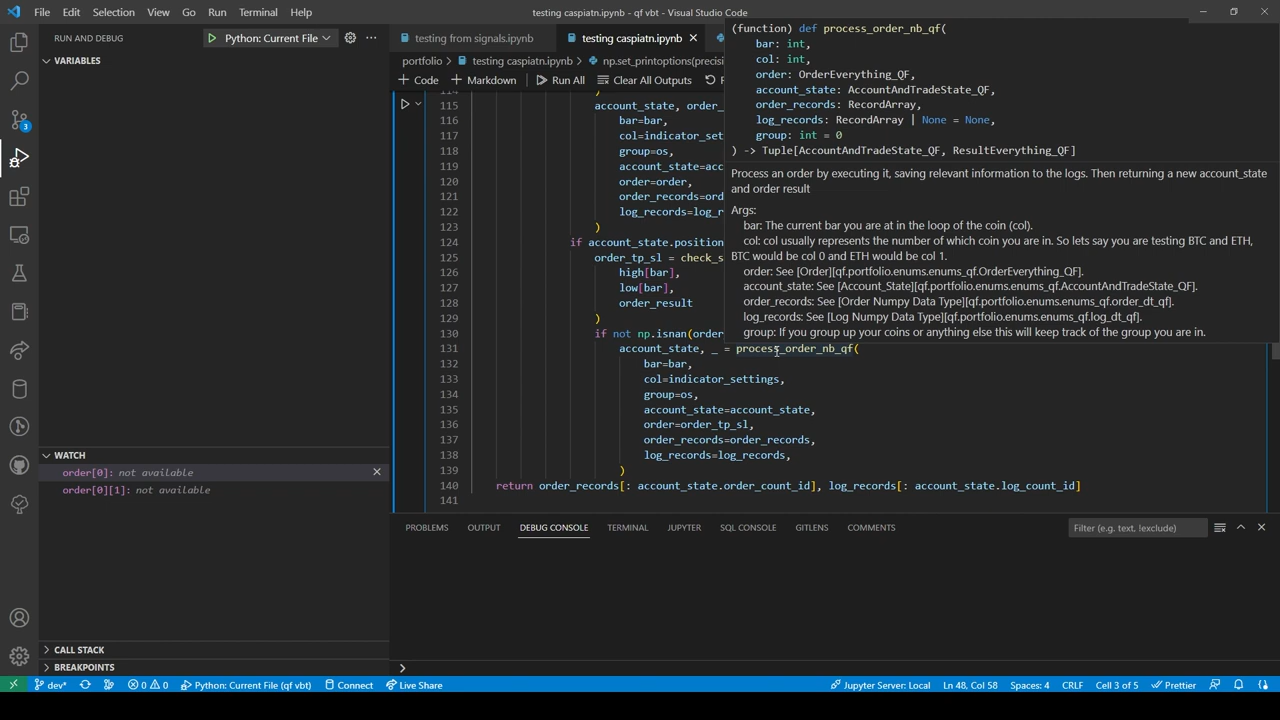 File Edit Selection View Go Run Terminal Help
testing caspiatn.ipynb - qf vbt - Visual Studio Code
RUN AND DEBUG
Python: Current File
VARIABLES
WATCH
order[0]: not available
order[0][1]: not available
CALL STACK
BREAKPOINTS
3
testing from signals.ipynb
testing caspiatn.ipynb
portfolio > testing caspiatn.ipynb > np.set_printoptions(precisi
+ Code + Markdown Run All Clear All Outputs
(function) def process_order_nb_qf(
bar: int,
col: int,
order: OrderEverything_QF,
account_state: AccountAndTradeState_QF,
order_records: RecordArray,
log_records: RecordArray | None = None,
group: int = 0
) -> Tuple[AccountAndTradeState_QF, ResultEverything_QF]
Process an order by executing it, saving relevant information to the logs. Then returning a new account_state
and order result
Args:
bar: The current bar you are at in the loop of the coin (col).
col: col usually represents the number of which coin you are in. So lets say you are testing BTC and ETH,
BTC would be col 0 and ETH would be col 1.
order: See [Order][qf.portfolio.enums.enums_qf.OrderEverything_QF].
account_state: See [Account_State][qf.portfolio.enums.enums_qf.AccountAndTradeState_QF].
order_records: See [Order Numpy Data Type][qf.portfolio.enums.enums_qf.order_dt_qf].
log_records: See [Log Numpy Data Type][qf.portfolio.enums.enums_qf.log_dt_qf].
group: If you group up your coins or anything else this will keep track of the group you are in.
114 )
115 account_state, order_
116 bar=bar,
117 col=indicator_sett
118 group=os,
119 account_state=acco
120 order=order,
121 order_records=orde
122 log_records=log_re
123 )
124 if account_state.position
125 order_tp_sl = check_s
126 high[bar],
127 low[bar],
128 order_result
129 )
130 if not np.isnan(order
131 account_state, _ = process_order_nb_qf(
132 bar=bar,
133 col=indicator_settings,
134 group=os,
135 account_state=account_state,
136 order=order_tp_sl,
137 order_records=order_records,
138 log_records=log_records,
139 )
140 return order_records[: account_state.order_count_id], log_records[: account_state.log_count_id]
141
PROBLEMS OUTPUT DEBUG CONSOLE TERMINAL JUPYTER SQL CONSOLE GITLENS COMMENTS
Filter (e.g. text, !exclude)
dev* 0 0 Python: Current File (qf vbt) Connect Live Share
Jupyter Server: Local Ln 48, Col 58 Spaces: 4 CRLF Cell 3 of 5 Prettier